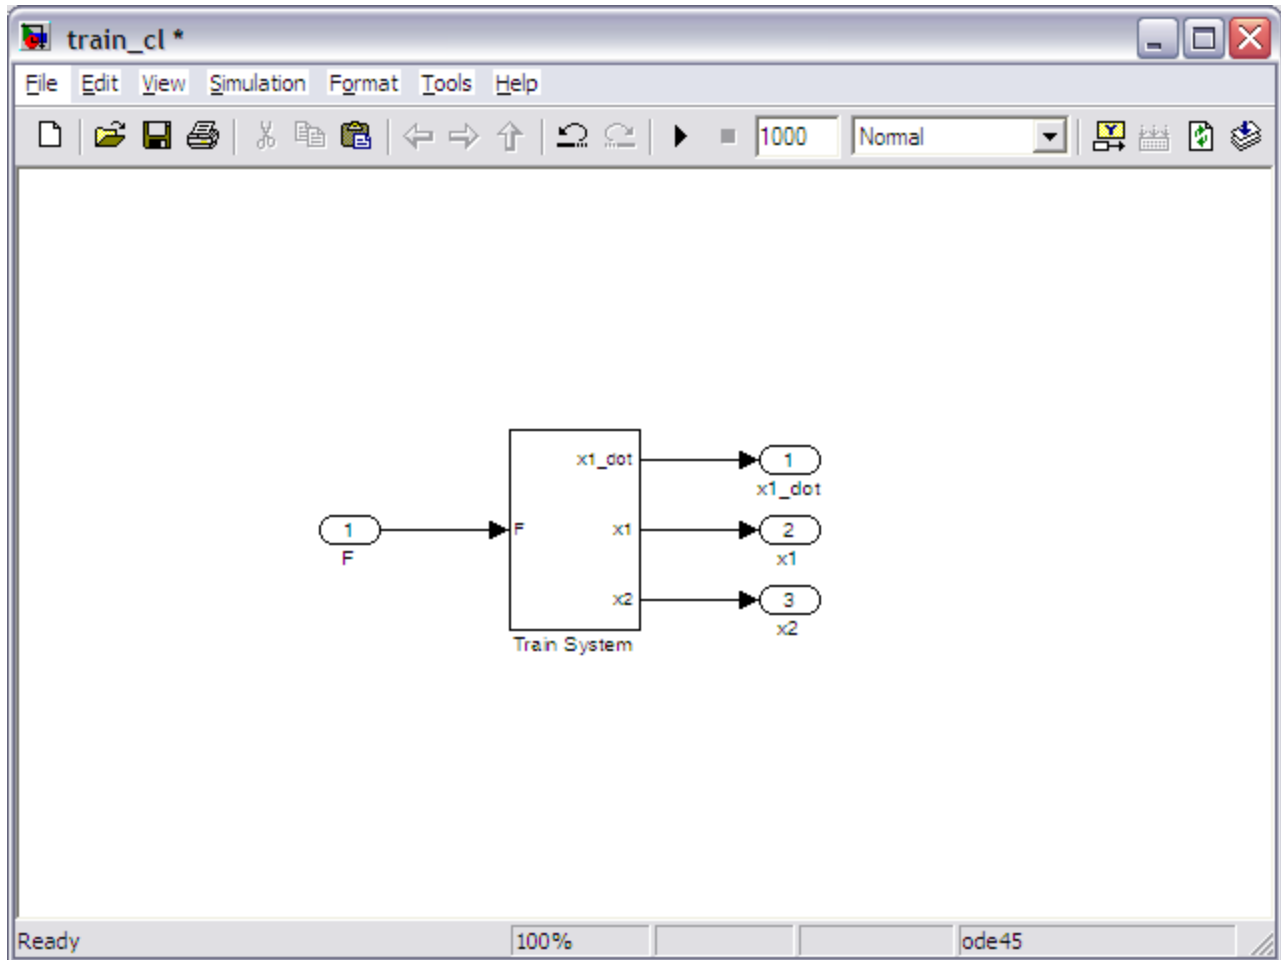 train_cl *
File Edit View Simulation Format Tools Help
1000 Normal
x1_dot 1
x1_dot
1 F x1 2
F x1
x2 3
x2
Train System
Ready 100% ode45